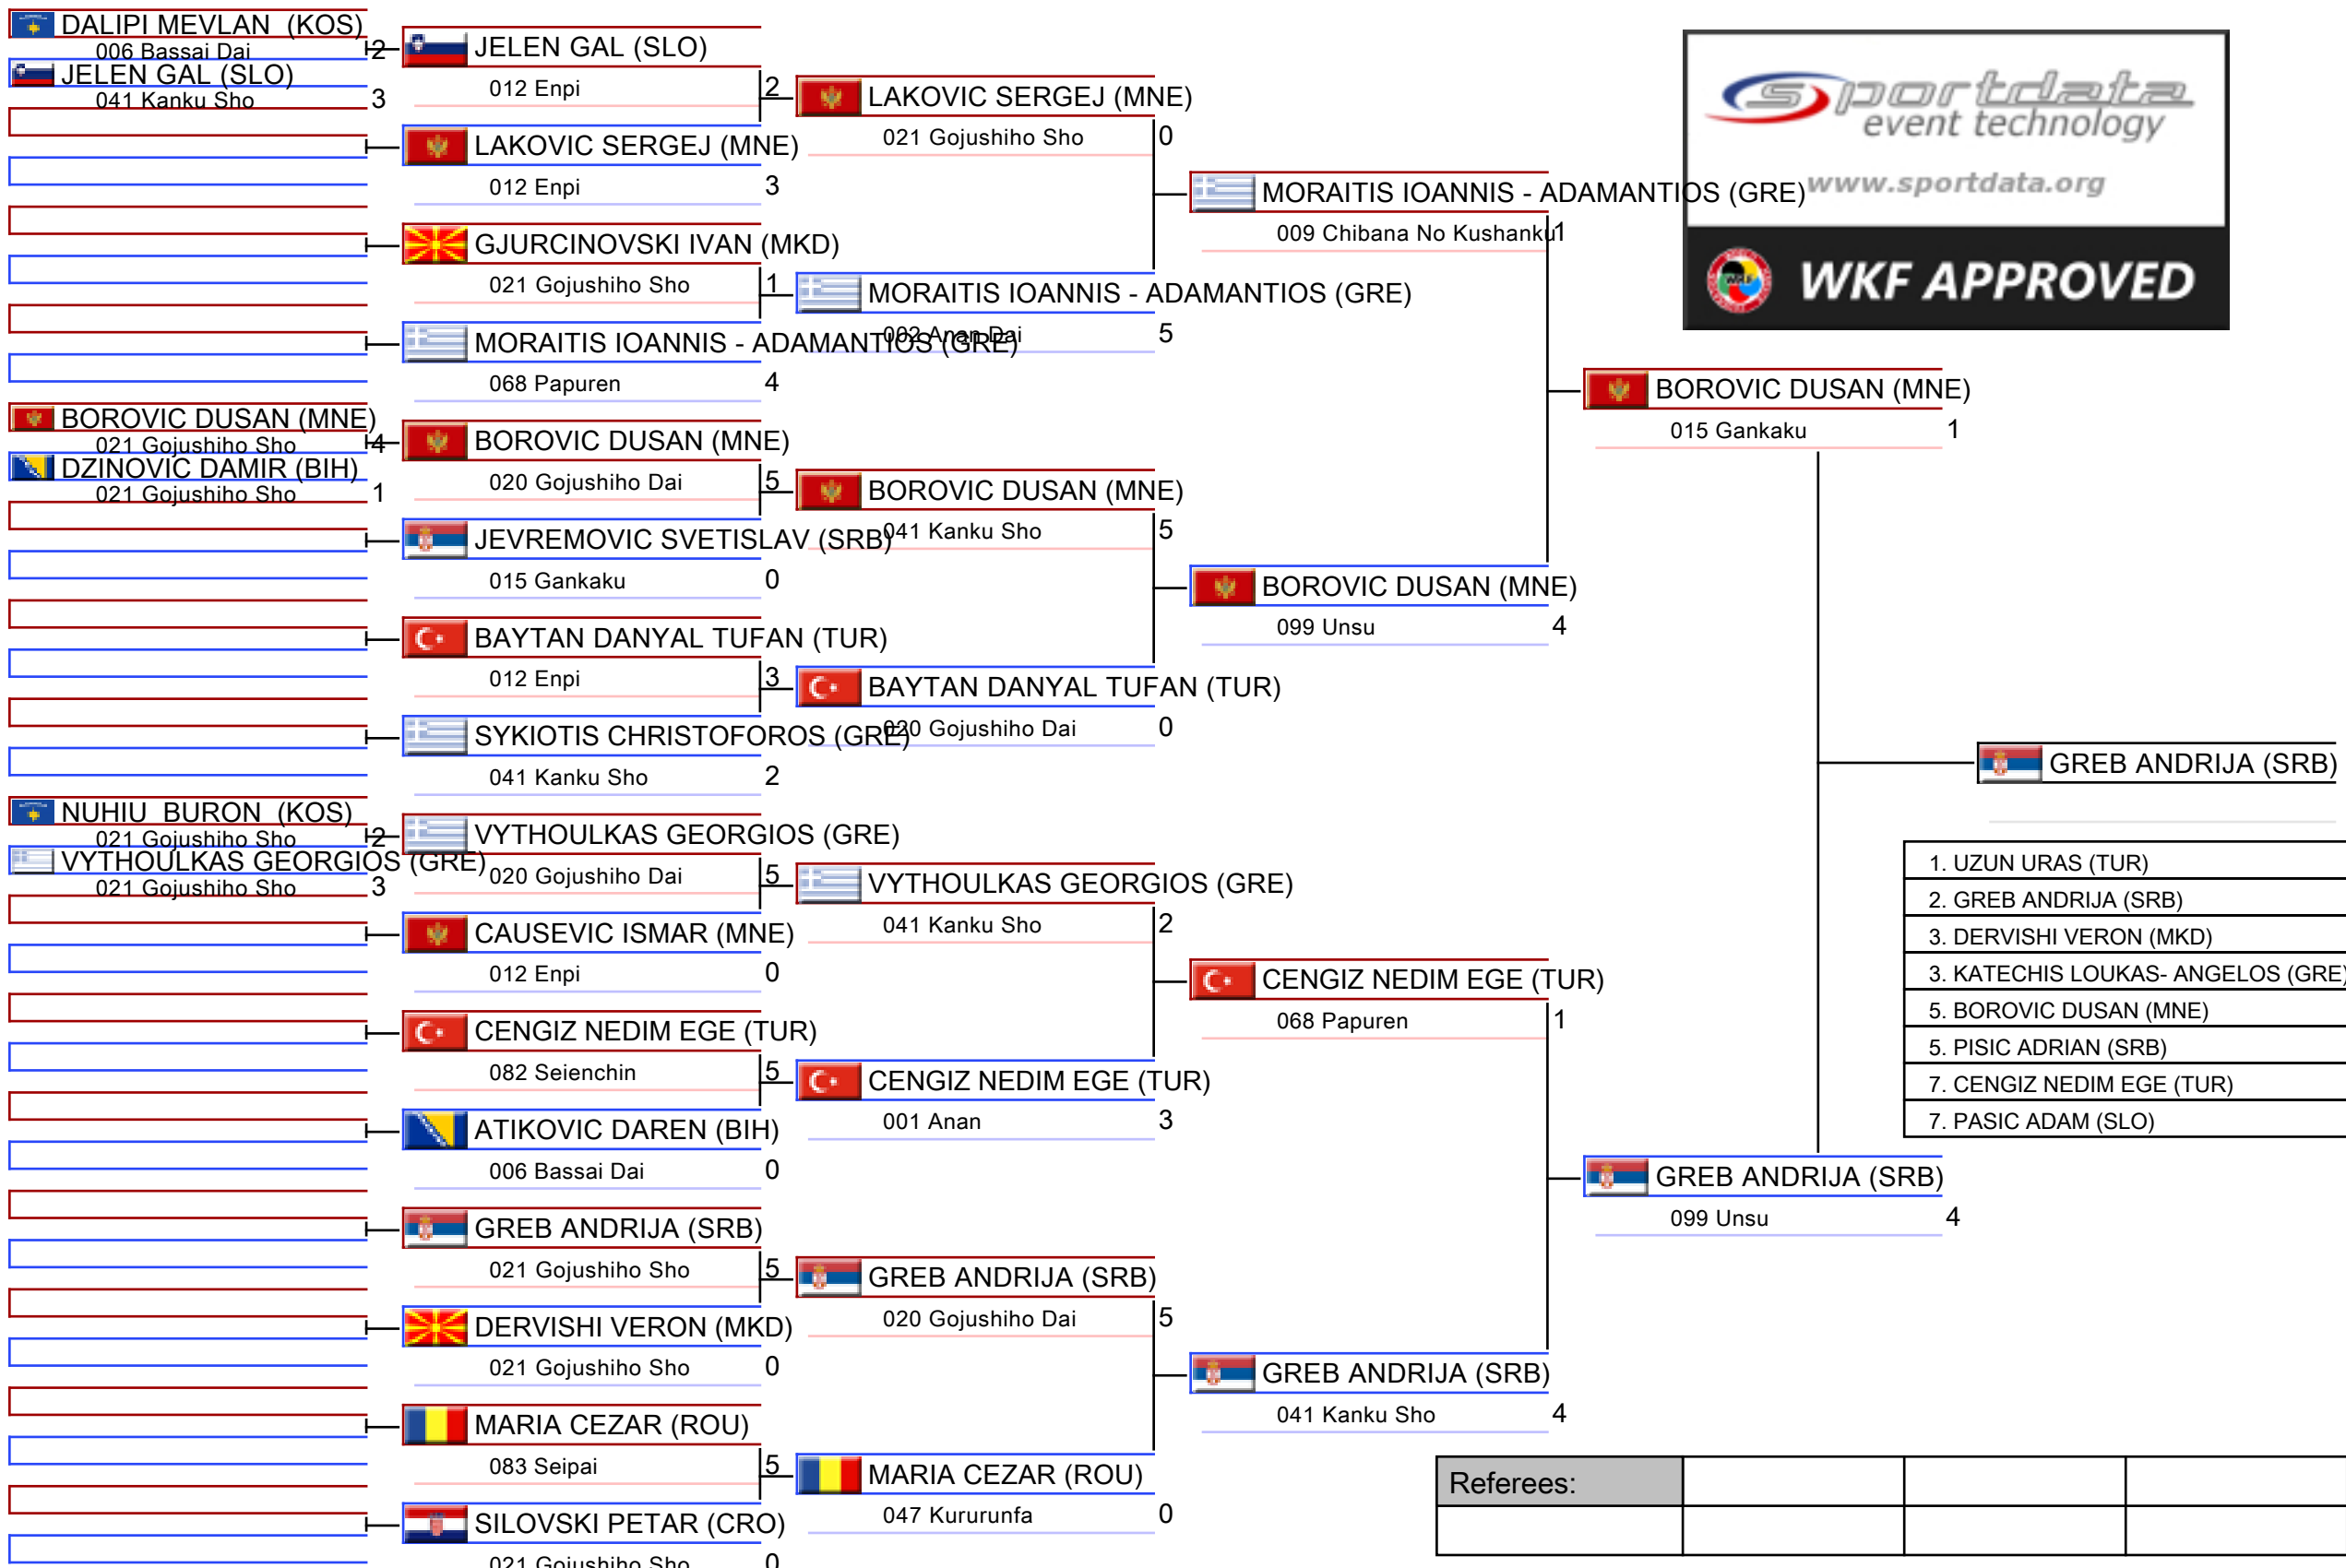 DALIPI MEVLAN (KOS)
006 Bassai Dai 2
JELEN GAL (SLO)
041 Kanku Sho 3
BOROVIC DUSAN (MNE)
021 Gojushiho Sho 4
DZINOVIC DAMIR (BIH)
021 Gojushiho Sho 1
NUHIU BURON (KOS)
021 Gojushiho Sho 2
VYTHOULKAS GEORGIOS (GRE)
021 Gojushiho Sho 3
JELEN GAL (SLO)
012 Enpi 2
LAKOVIC SERGEJ (MNE)
012 Enpi 3
GJURCINOVSKI IVAN (MKD)
021 Gojushiho Sho 1
MORAITIS IOANNIS - ADAMANTIOS (GRE)
068 Papuren 4
BOROVIC DUSAN (MNE)
020 Gojushiho Dai 5
JEVREMOVIC SVETISLAV (SRB)
015 Gankaku 0
BAYTAN DANYAL TUFAN (TUR)
012 Enpi 3
SYKIOTIS CHRISTOFOROS (GRE)
041 Kanku Sho 2
VYTHOULKAS GEORGIOS (GRE)
020 Gojushiho Dai 5
CAUSEVIC ISMAR (MNE)
012 Enpi 0
CENGIZ NEDIM EGE (TUR)
082 Seienchin 5
ATIKOVIC DAREN (BIH)
006 Bassai Dai 0
GREB ANDRIJA (SRB)
021 Gojushiho Sho 5
DERVISHI VERON (MKD)
021 Gojushiho Sho 0
MARIA CEZAR (ROU)
083 Seipai 5
SILOVSKI PETAR (CRO)
021 Gojushiho Sho 0
LAKOVIC SERGEJ (MNE)
021 Gojushiho Sho 0
MORAITIS IOANNIS - ADAMANTIOS (GRE)
002 Anan Dai 5
BOROVIC DUSAN (MNE)
041 Kanku Sho 5
BAYTAN DANYAL TUFAN (TUR)
020 Gojushiho Dai 0
VYTHOULKAS GEORGIOS (GRE)
041 Kanku Sho 2
CENGIZ NEDIM EGE (TUR)
001 Anan 3
GREB ANDRIJA (SRB)
020 Gojushiho Dai 5
MARIA CEZAR (ROU)
047 Kururunfa 0
MORAITIS IOANNIS - ADAMANTIOS (GRE)
009 Chibana No Kushanku 1
BOROVIC DUSAN (MNE)
099 Unsu 4
CENGIZ NEDIM EGE (TUR)
068 Papuren 1
GREB ANDRIJA (SRB)
041 Kanku Sho 4
BOROVIC DUSAN (MNE)
015 Gankaku 1
GREB ANDRIJA (SRB)
099 Unsu 4
GREB ANDRIJA (SRB)
sportdata
event technology
www.sportdata.org
WKF APPROVED
1. UZUN URAS (TUR)
2. GREB ANDRIJA (SRB)
3. DERVISHI VERON (MKD)
3. KATECHIS LOUKAS- ANGELOS (GRE)
5. BOROVIC DUSAN (MNE)
5. PISIC ADRIAN (SRB)
7. CENGIZ NEDIM EGE (TUR)
7. PASIC ADAM (SLO)
Referees: